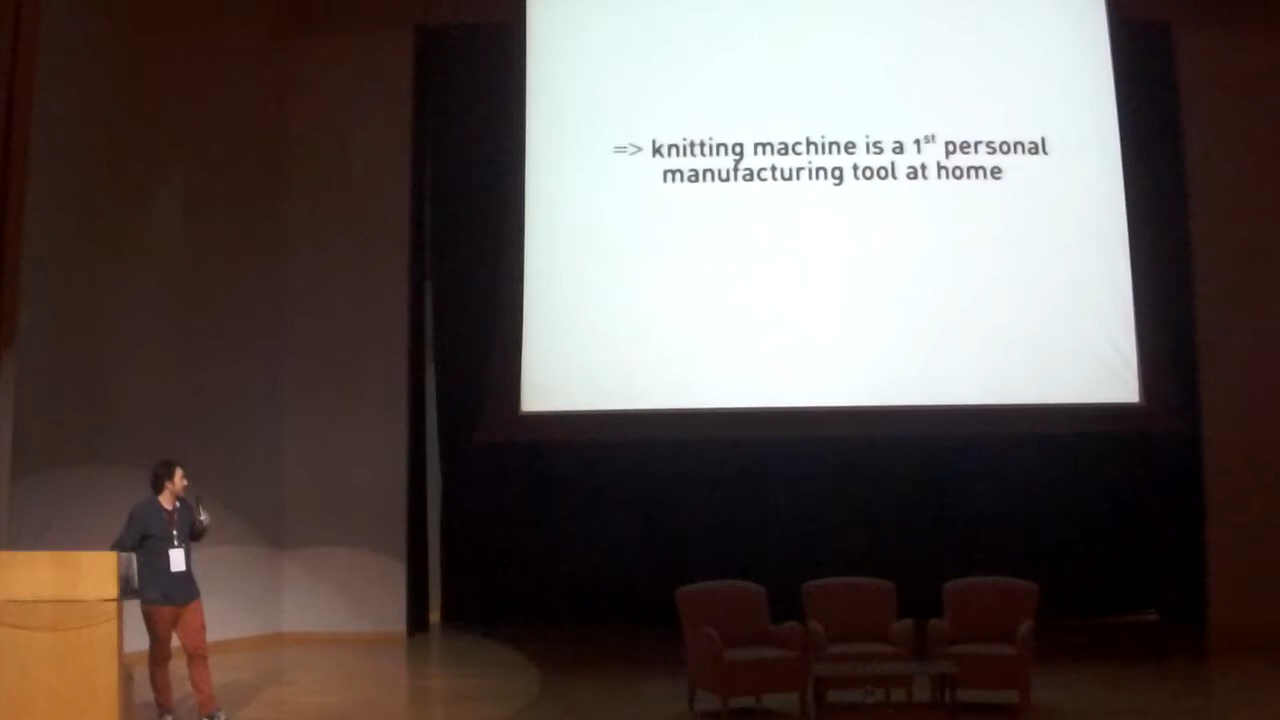 => knitting machine is a 1st personal
manufacturing tool at home